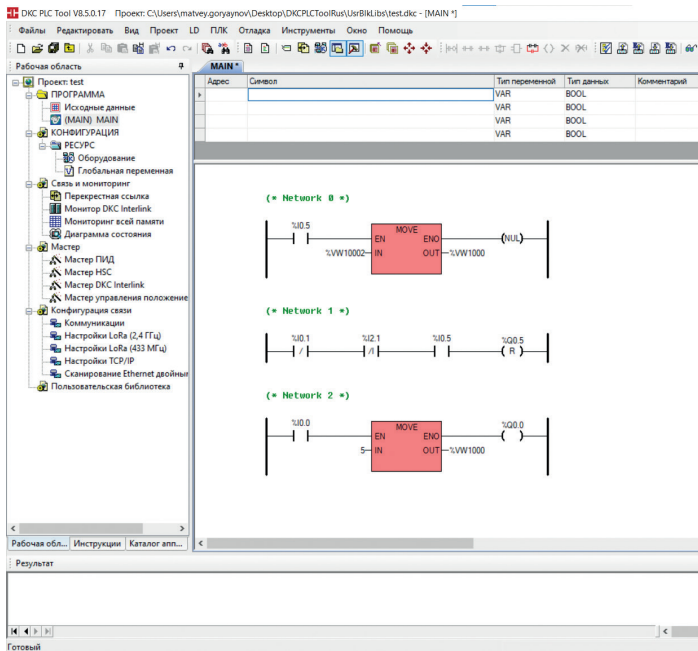 DKC PLC Tool V8.5.0.17 Проект: C:\Users\matvey.goryaynov\Desktop\DKCPLCToolRus\UsrBlkLibs\test.dkc - [MAIN *]
Файлы Редактировать Вид Проект LD ПЛК Отладка Инструменты Окно Помощь
Рабочая область
MAIN *
Адрес Символ Тип переменной Тип данных Комментарий
VAR BOOL
VAR BOOL
VAR BOOL
VAR BOOL
Проект: test
ПРОГРАММА
Исходные данные
(MAIN) MAIN
КОНФИГУРАЦИЯ
РЕСУРС
Оборудование
Глобальная переменная
Связь и мониторинг
Перекрестная ссылка
Монитор DKC Interlink
Мониторинг всей памяти
Диаграмма состояния
Мастер
Мастер ПИД
Мастер HSC
Мастер DKC Interlink
Мастер управления положение
Конфигурация связи
Коммуникации
Настройки LoRa (2,4 ГГц)
Настройки LoRa (433 МГц)
Настройки TCP/IP
Сканирование Ethernet двойны
Пользовательская библиотека
(* Network 0 *)
%I0.5 MOVE
EN ENO (NUL)
%VW10002 IN OUT %VW1000
(* Network 1 *)
%I0.1 %I2.1 %I0.5 %Q0.5
/ /I R
(* Network 2 *)
%I0.0 MOVE %Q0.0
EN ENO
5 IN OUT %VW1000
Рабочая обл... Инструкции Каталог апп...
Результат
Готовый